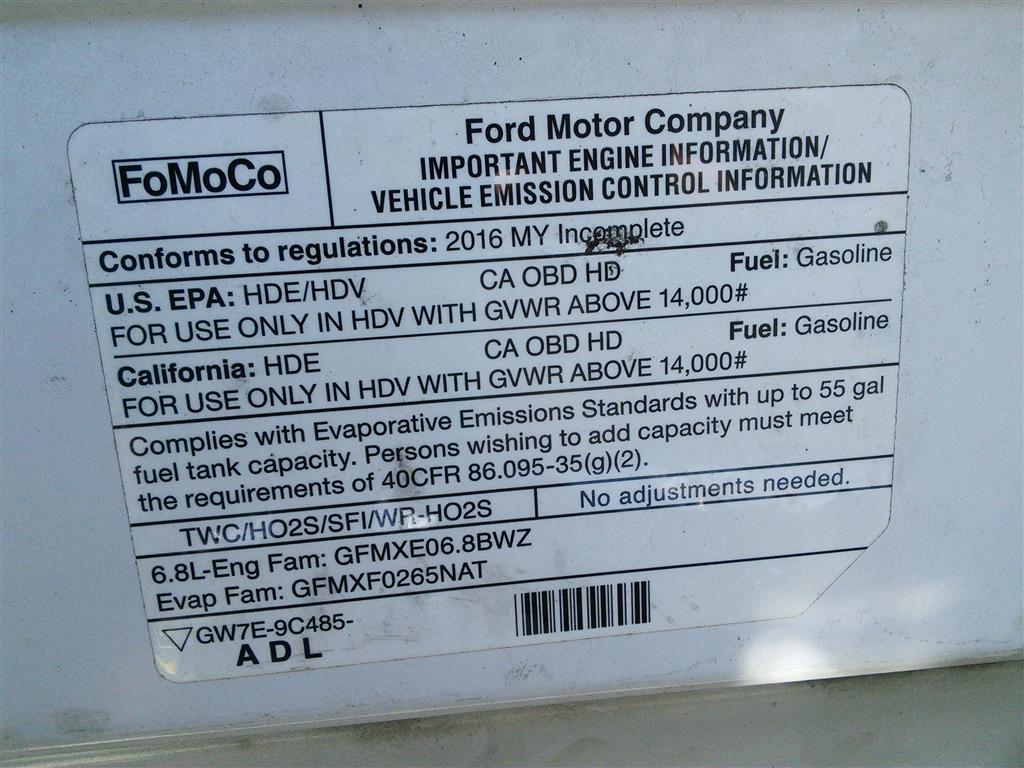 FoMoCo
Ford Motor Company
IMPORTANT ENGINE INFORMATION/
VEHICLE EMISSION CONTROL INFORMATION
Conforms to regulations: 2016 MY Incomplete
U.S. EPA: HDE/HDV CA OBD HD Fuel: Gasoline
FOR USE ONLY IN HDV WITH GVWR ABOVE 14,000#
California: HDE CA OBD HD Fuel: Gasoline
FOR USE ONLY IN HDV WITH GVWR ABOVE 14,000#
Complies with Evaporative Emissions Standards with up to 55 gal
fuel tank capacity. Persons wishing to add capacity must meet
the requirements of 40CFR 86.095-35(g)(2).
TWC/HO2S/SFI/WR-HO2S No adjustments needed.
6.8L-Eng Fam: GFMXE06.8BWZ
Evap Fam: GFMXF0265NAT
GW7E-9C485-
ADL